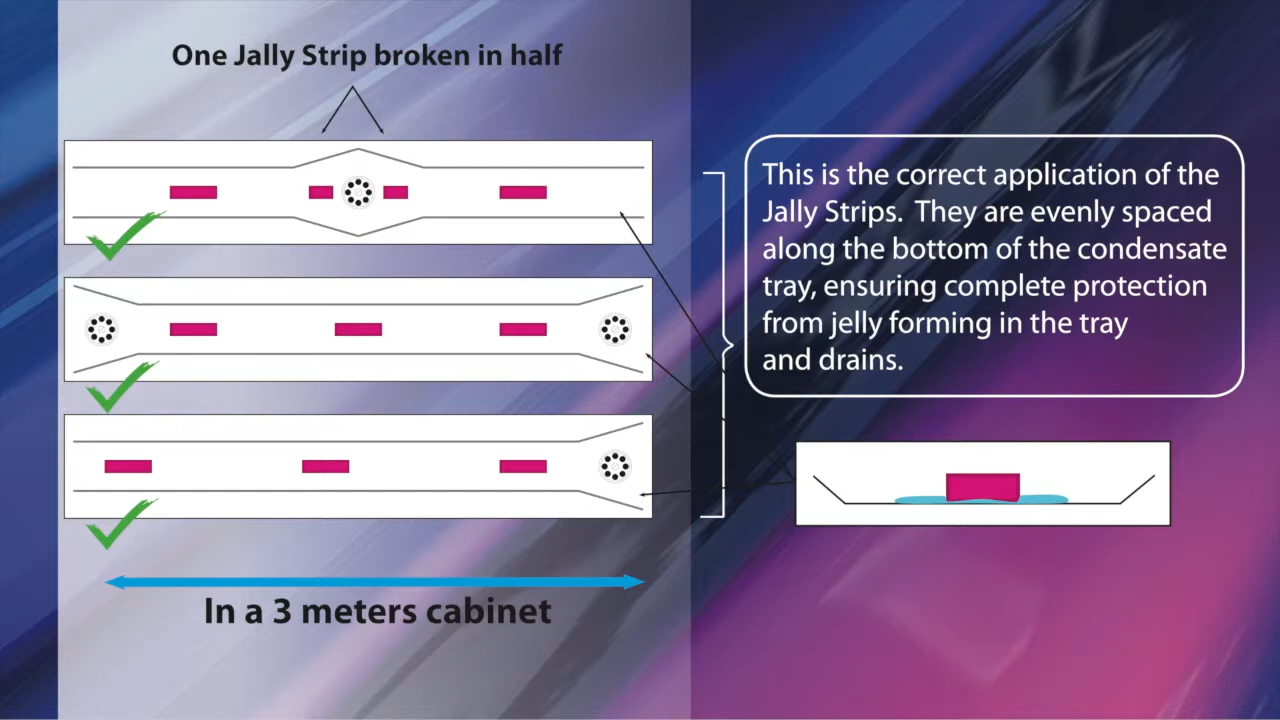 One Jally Strip broken in half
This is the correct application of the
Jally Strips. They are evenly spaced
along the bottom of the condensate
tray, ensuring complete protection
from jelly forming in the tray
and drains.
In a 3 meters cabinet